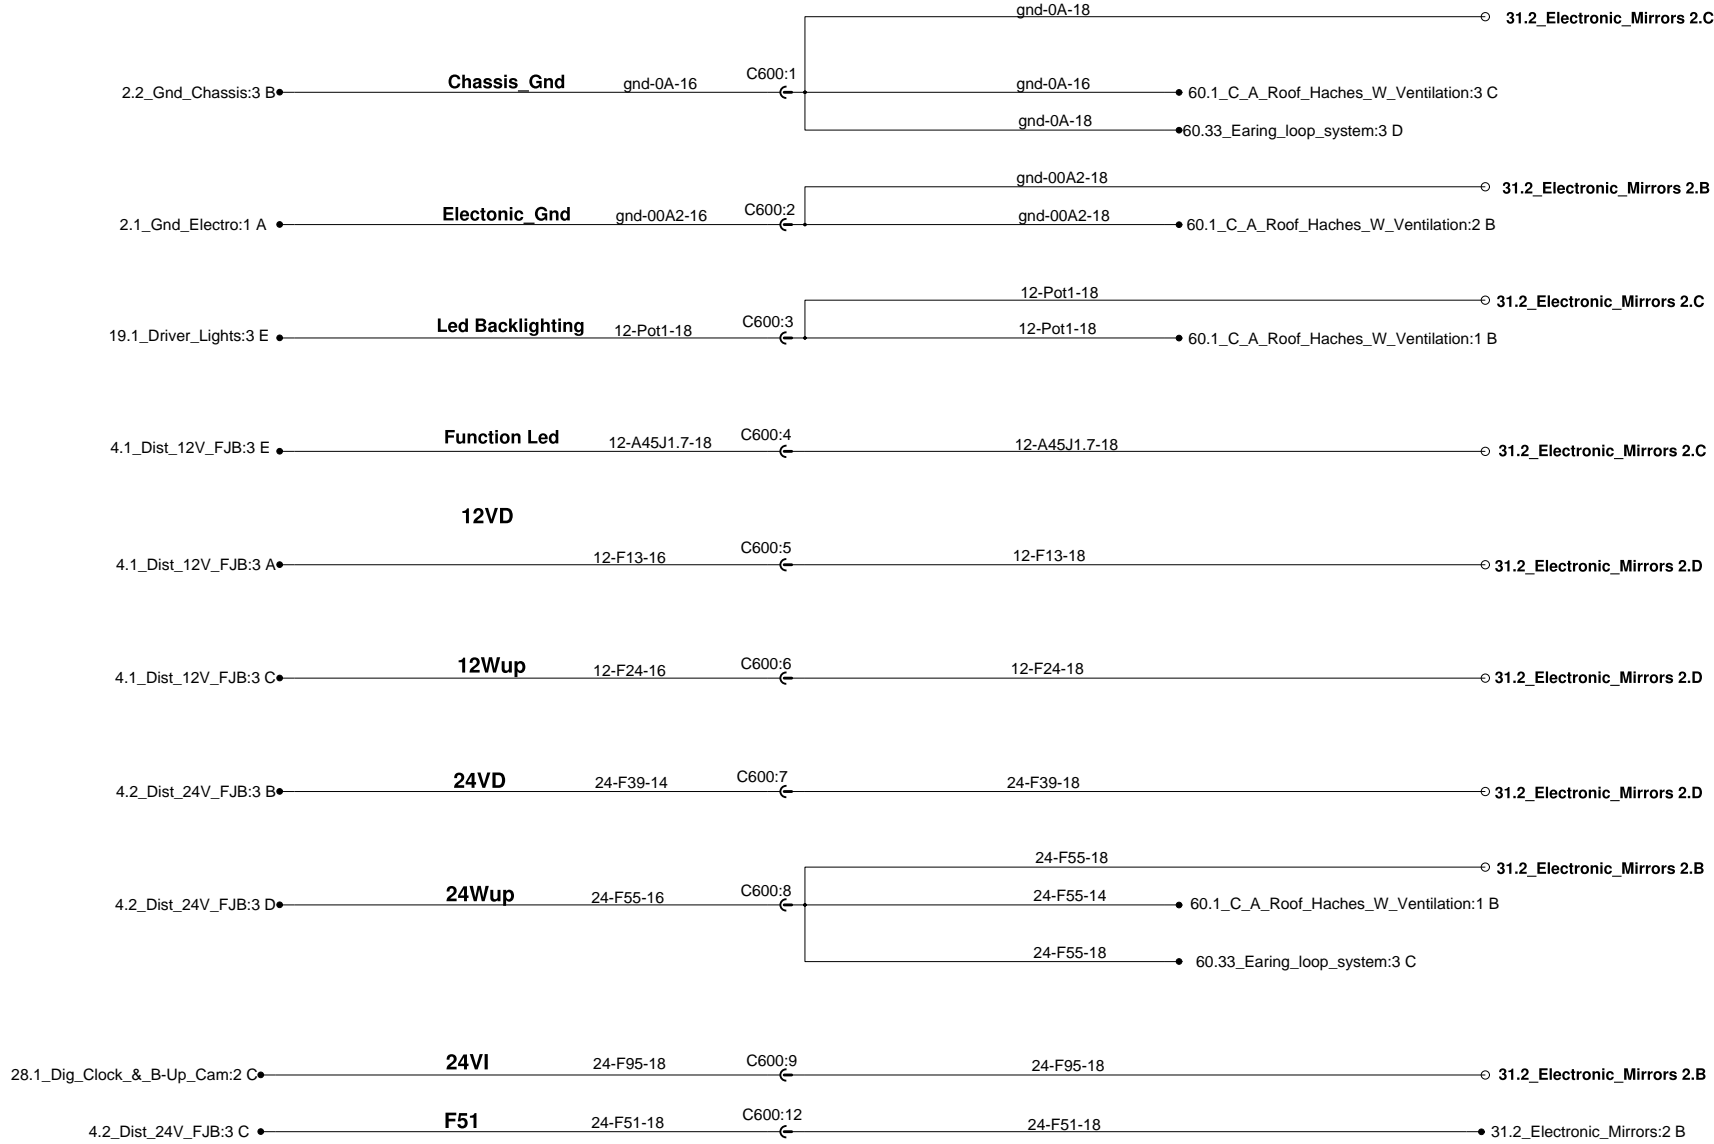 gnd-0A-18
31.2_Electronic_Mirrors 2.C
2.2_Gnd_Chassis:3 B
Chassis_Gnd
gnd-0A-16
C600:1
gnd-0A-16
60.1_C_A_Roof_Haches_W_Ventilation:3 C
gnd-0A-18
60.33_Earing_loop_system:3 D
gnd-00A2-18
31.2_Electronic_Mirrors 2.B
2.1_Gnd_Electro:1 A
Electonic_Gnd
gnd-00A2-16
C600:2
gnd-00A2-18
60.1_C_A_Roof_Haches_W_Ventilation:2 B
12-Pot1-18
31.2_Electronic_Mirrors 2.C
19.1_Driver_Lights:3 E
Led Backlighting
12-Pot1-18
C600:3
12-Pot1-18
60.1_C_A_Roof_Haches_W_Ventilation:1 B
4.1_Dist_12V_FJB:3 E
Function Led
12-A45J1.7-18
C600:4
12-A45J1.7-18
31.2_Electronic_Mirrors 2.C
12VD
4.1_Dist_12V_FJB:3 A
12-F13-16
C600:5
12-F13-18
31.2_Electronic_Mirrors 2.D
4.1_Dist_12V_FJB:3 C
12Wup
12-F24-16
C600:6
12-F24-18
31.2_Electronic_Mirrors 2.D
4.2_Dist_24V_FJB:3 B
24VD
24-F39-14
C600:7
24-F39-18
31.2_Electronic_Mirrors 2.D
24-F55-18
31.2_Electronic_Mirrors 2.B
4.2_Dist_24V_FJB:3 D
24Wup
24-F55-16
C600:8
24-F55-14
60.1_C_A_Roof_Haches_W_Ventilation:1 B
24-F55-18
60.33_Earing_loop_system:3 C
28.1_Dig_Clock_&_B-Up_Cam:2 C
24VI
24-F95-18
C600:9
24-F95-18
31.2_Electronic_Mirrors 2.B
4.2_Dist_24V_FJB:3 C
F51
24-F51-18
C600:12
24-F51-18
31.2_Electronic_Mirrors:2 B